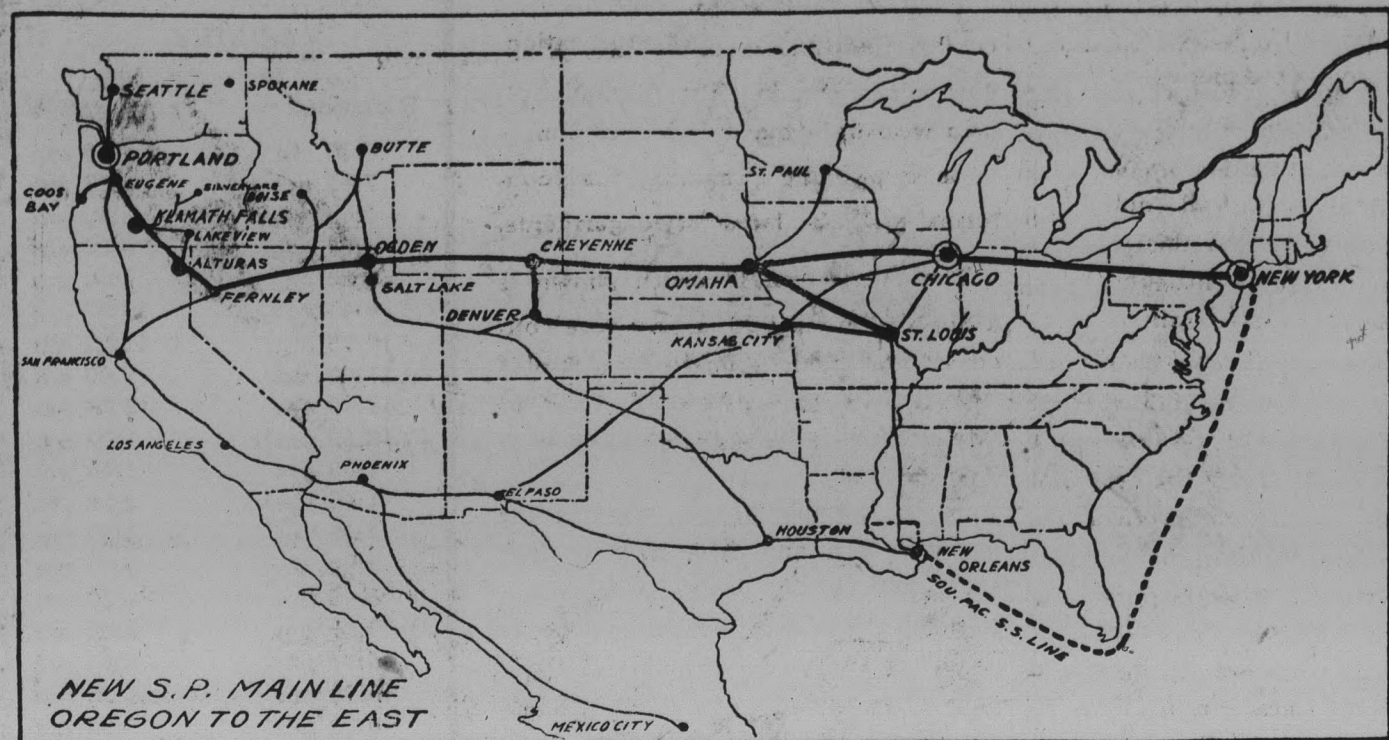 SEATTLE
SPOKANE
PORTLAND
BUTTE
EUGENE
SILVER LAKE
BOISE
COOS
BAY
ST. PAUL
KLAMATH FALLS
LAKEVIEW
OGDEN
CHEYENNE
ALTURAS
OMAHA
CHICAGO
NEW YORK
FERNLEY
SALT LAKE
DENVER
KANSAS CITY
ST. LOUIS
SAN FRANCISCO
LOS ANGELES
PHOENIX
EL PASO
HOUSTON
NEW
ORLEANS
SOU. PAC. S.S. LINE
NEW S.P. MAIN LINE
OREGON TO THE EAST
MEXICO CITY